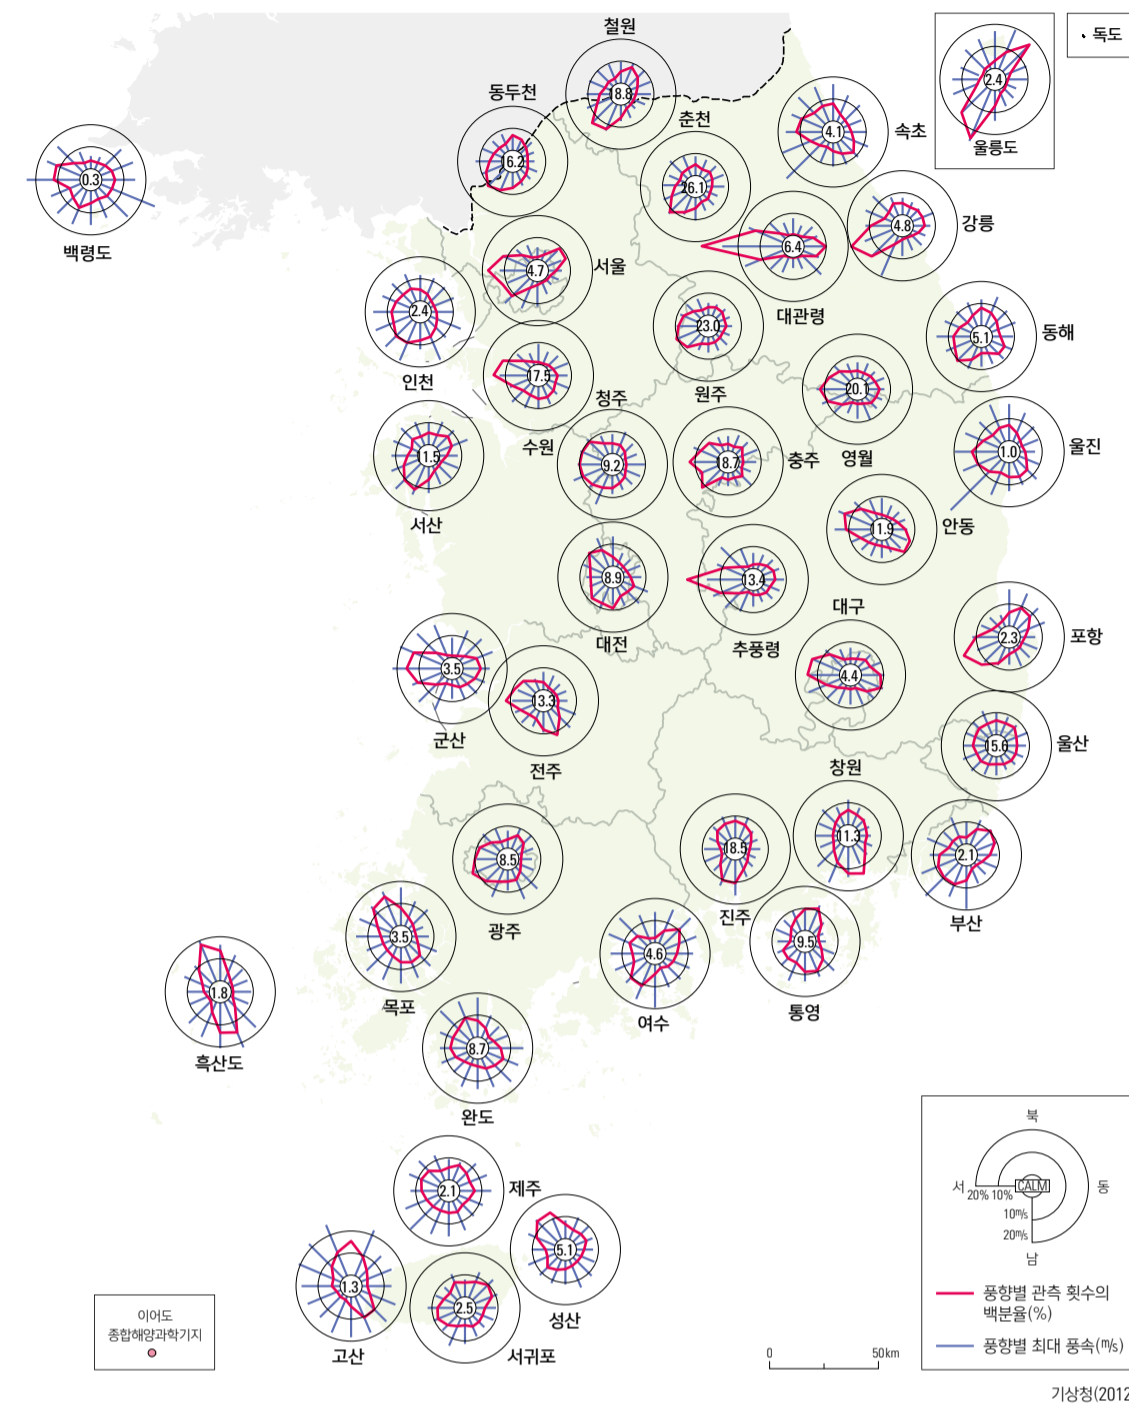 철원
18.8
동두천
16.2
춘천
26.1
속초
4.1
울릉도
2.4
독도
백령도
0.3
서울
4.7
대관령
6.4
강릉
4.8
인천
2.4
원주
23.0
동해
5.1
수원
17.5
청주
9.2
충주
18.7
영월
20.1
울진
1.0
서산
11.5
안동
11.9
대전
8.9
추풍령
13.4
대구
4.4
포항
2.3
군산
3.5
전주
13.3
울산
15.6
창원
11.3
광주
8.5
진주
18.5
부산
2.1
목포
3.5
여수
4.6
통영
9.5
흑산도
1.8
완도
8.7
제주
2.1
성산
5.1
고산
1.3
서귀포
2.5
이어도
종합해양과학기지
0 50km
북
서 20% 10% CALM 동
10㎧
20㎧
남
풍향별 관측 횟수의
백분율(%)
풍향별 최대 풍속(㎧)
기상청(2012